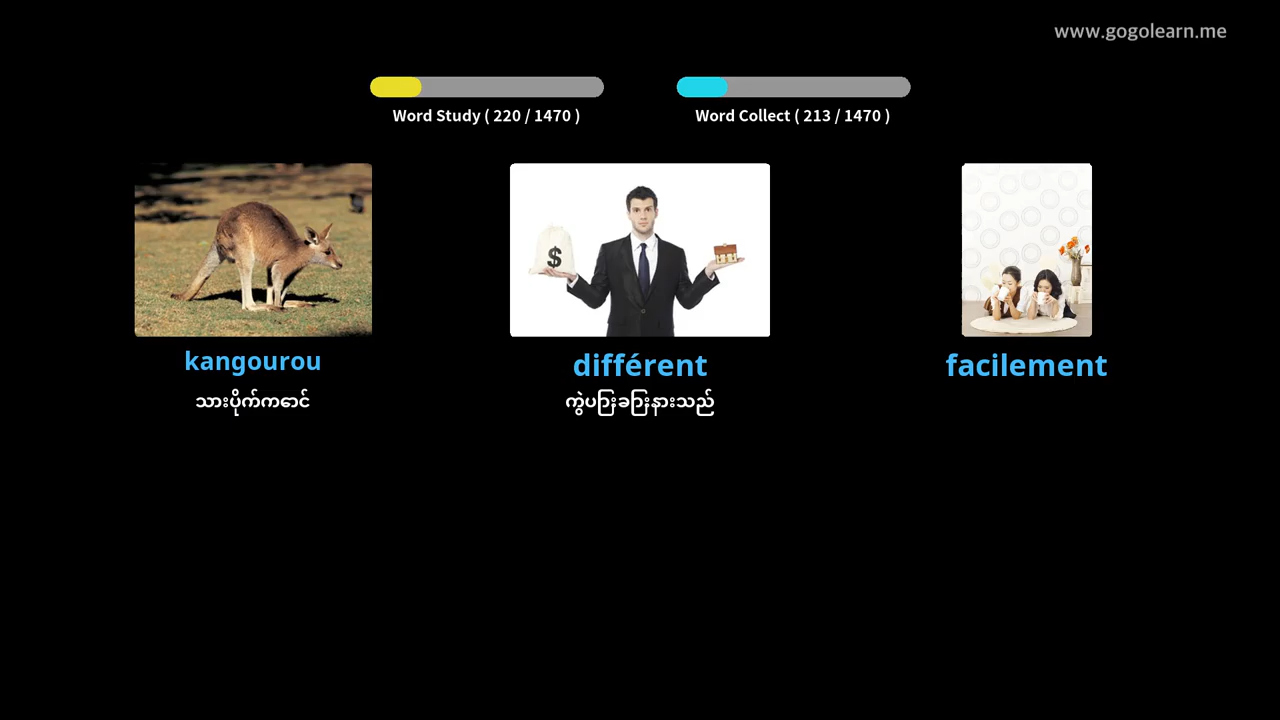 www.gogolearn.me
Word Study ( 220 / 1470 )
Word Collect ( 213 / 1470 )
$
kangourou
différent
facilement
သားပိုက်ကောင်
ကွဲပြားခြားနားသည်